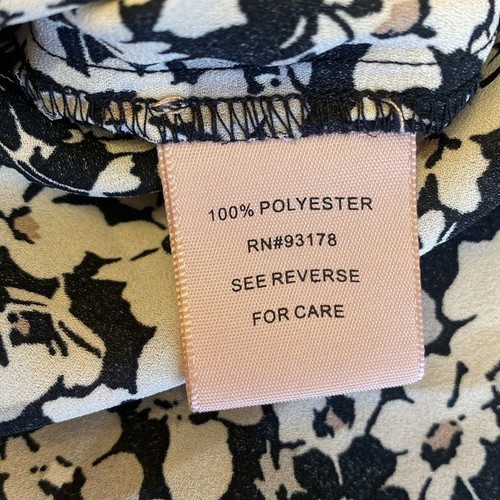 100% POLYESTER
RN#93178
SEE REVERSE
FOR CARE